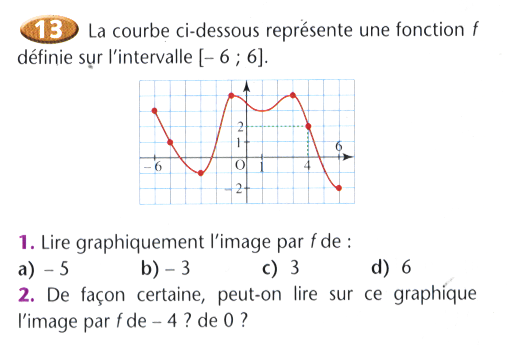 13 La courbe ci-dessous représente une fonction f
définie sur l'intervalle [– 6 ; 6].
2
1
– 6
O
1
4
6
– 2
1. Lire graphiquement l'image par f de :
a) – 5 b) – 3 c) 3 d) 6
2. De façon certaine, peut-on lire sur ce graphique
l'image par f de – 4 ? de 0 ?